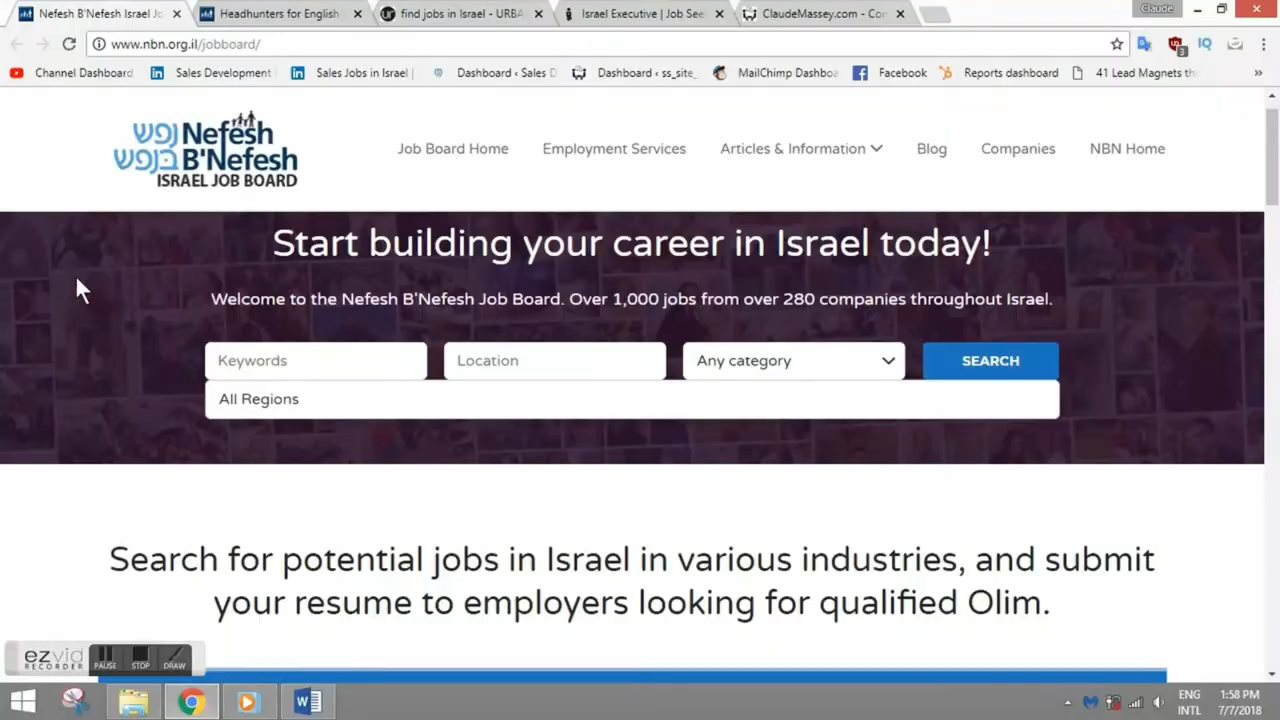 Nefesh B'Nefesh Israel Jo
Headhunters for English
find jobs in Israel - URBA
Israel Executive | Job See
ClaudeMassey.com - Co
Claude
www.nbn.org.il/jobboard/
3
IQ
Channel Dashboard
Sales Development
Sales Jobs in Israel |
Dashboard ‹ Sales D
Dashboard ‹ ss_site_
MailChimp Dashboa
Facebook
Reports dashboard
41 Lead Magnets th
»
נפש Nefesh
בנפש B'Nefesh
ISRAEL JOB BOARD
Job Board Home
Employment Services
Articles & Information
Blog
Companies
NBN Home
Start building your career in Israel today!
Welcome to the Nefesh B'Nefesh Job Board. Over 1,000 jobs from over 280 companies throughout Israel.
Keywords
Location
Any category
SEARCH
All Regions
Search for potential jobs in Israel in various industries, and submit
your resume to employers looking for qualified Olim.
ezvid
RECORDER
PAUSE
STOP
DRAW
ENG
INTL
1:58 PM
7/7/2018